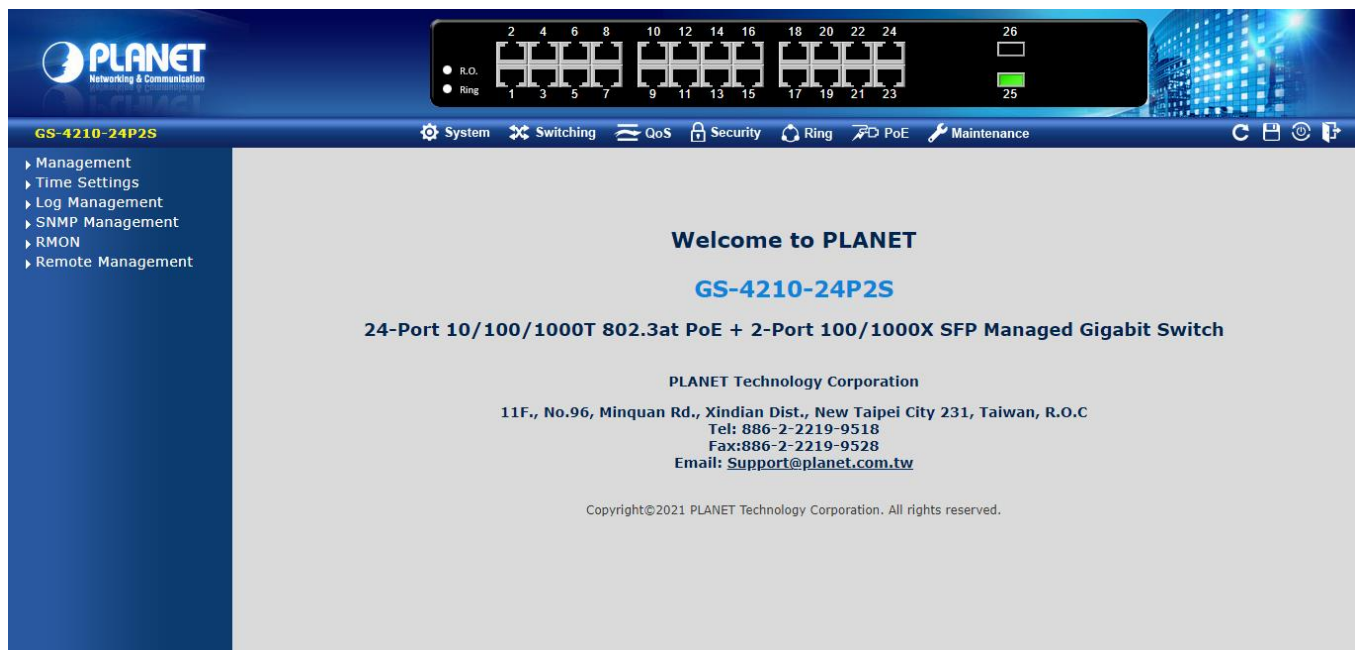 PLANET
Networking & Communication
2 4 6 8 10 12 14 16 18 20 22 24 26
R.O.
Ring
1 3 5 7 9 11 13 15 17 19 21 23 25
GS-4210-24P2S
System Switching QoS Security Ring PoE Maintenance
Management
Time Settings
Log Management
SNMP Management
RMON
Remote Management
Welcome to PLANET
GS-4210-24P2S
24-Port 10/100/1000T 802.3at PoE + 2-Port 100/1000X SFP Managed Gigabit Switch
PLANET Technology Corporation
11F., No.96, Minquan Rd., Xindian Dist., New Taipei City 231, Taiwan, R.O.C
Tel: 886-2-2219-9518
Fax:886-2-2219-9528
Email: Support@planet.com.tw
Copyright©2021 PLANET Technology Corporation. All rights reserved.